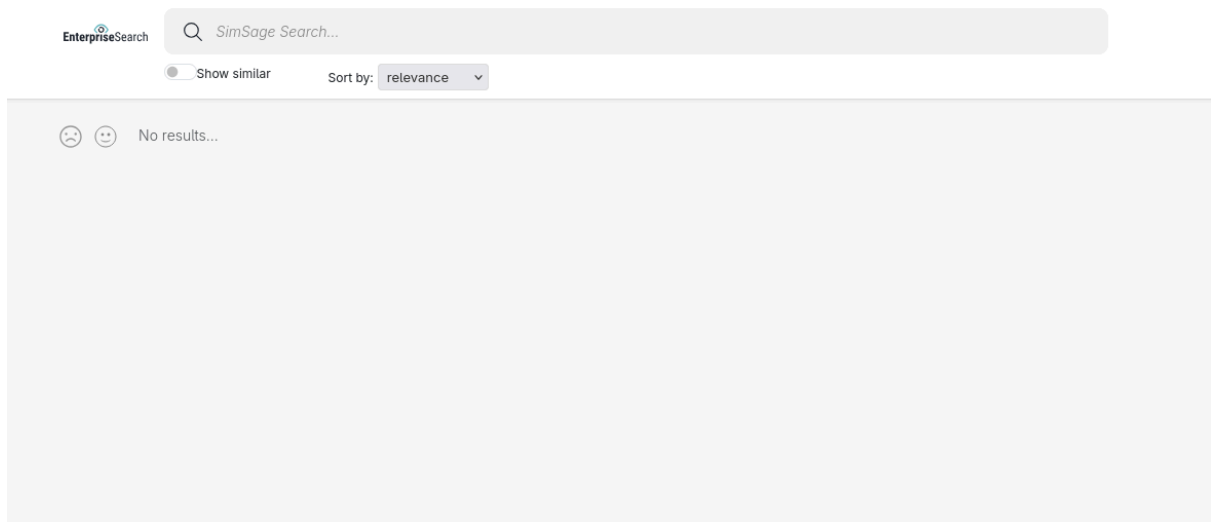 EnterpriseSearch
SimSage Search...
Show similar
Sort by: relevance
No results...